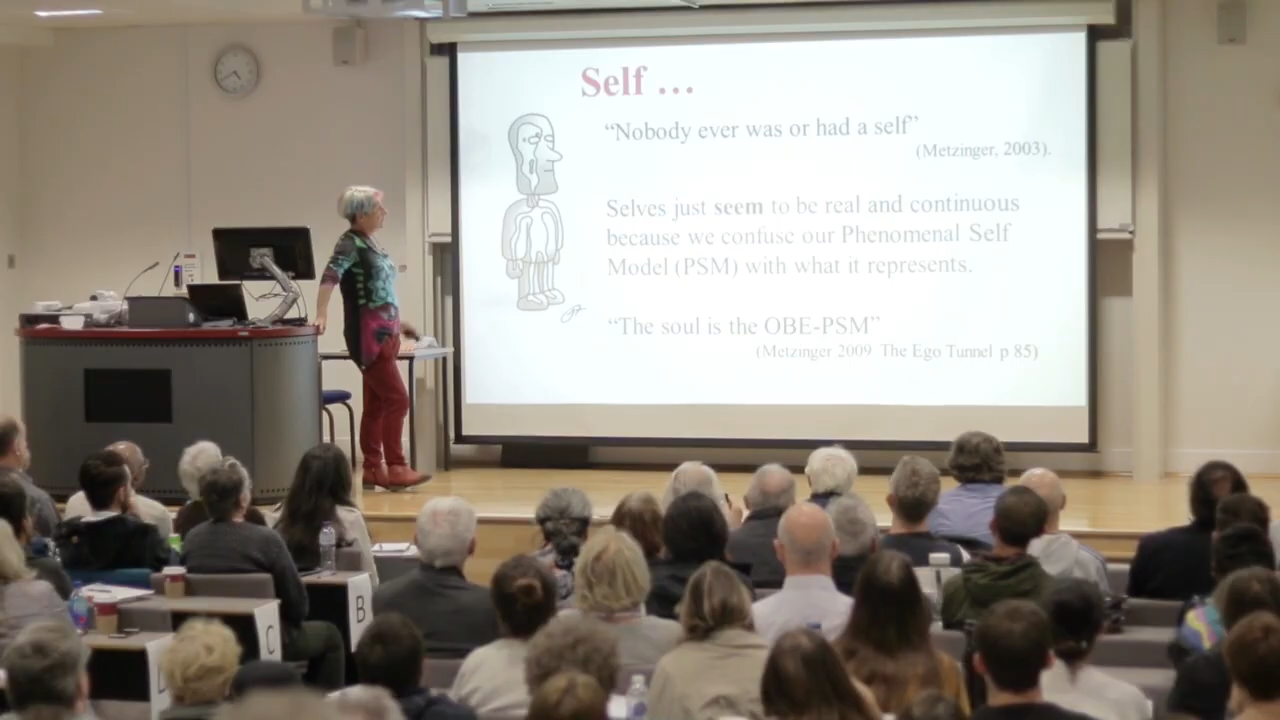 Self …
“Nobody ever was or had a self”
(Metzinger, 2003).
Selves just seem to be real and continuous
because we confuse our Phenomenal Self
Model (PSM) with what it represents.
“The soul is the OBE-PSM”
(Metzinger 2009 The Ego Tunnel p 85)
B
C